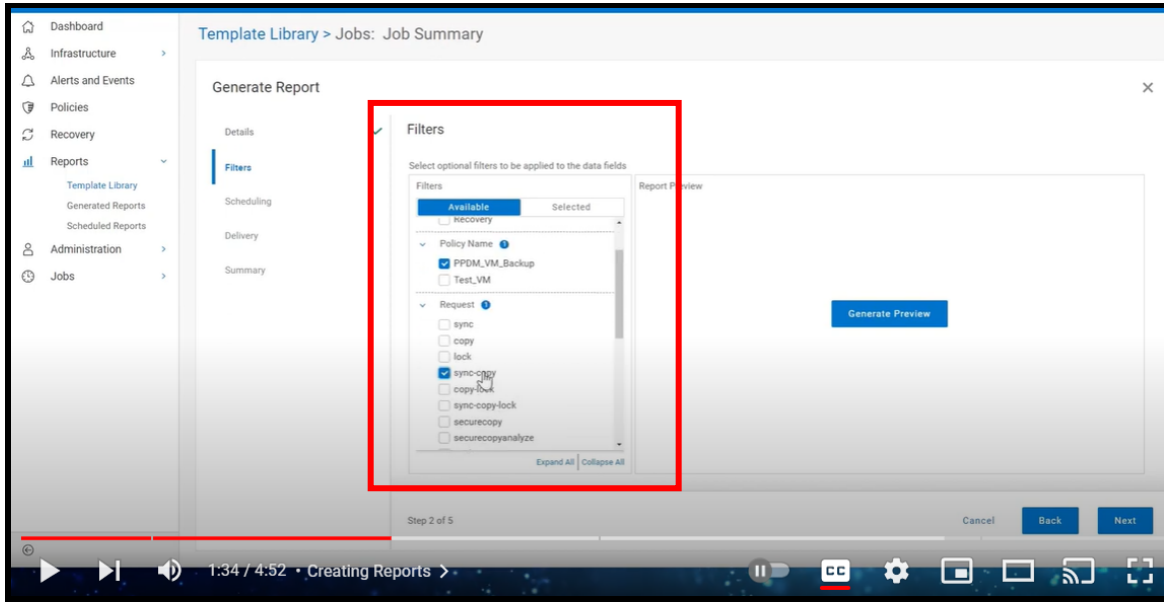 Dashboard
Infrastructure
Alerts and Events
Policies
Recovery
Reports
Template Library
Generated Reports
Scheduled Reports
Administration
Jobs
Template Library > Jobs: Job Summary
Generate Report
Details
Filters
Scheduling
Delivery
Summary
Filters
Select optional filters to be applied to the data fields
Filters
Available Selected
Recovery
Policy Name 1
PPDM_VM_Backup
Test_VM
Request 1
sync
copy
lock
sync-copy
copy-lock
sync-copy-lock
securecopy
securecopyanalyze
Expand All | Collapse All
Report Preview
Generate Preview
Step 2 of 5
Cancel Back Next
1:34 / 4:52 • Creating Reports >
CC